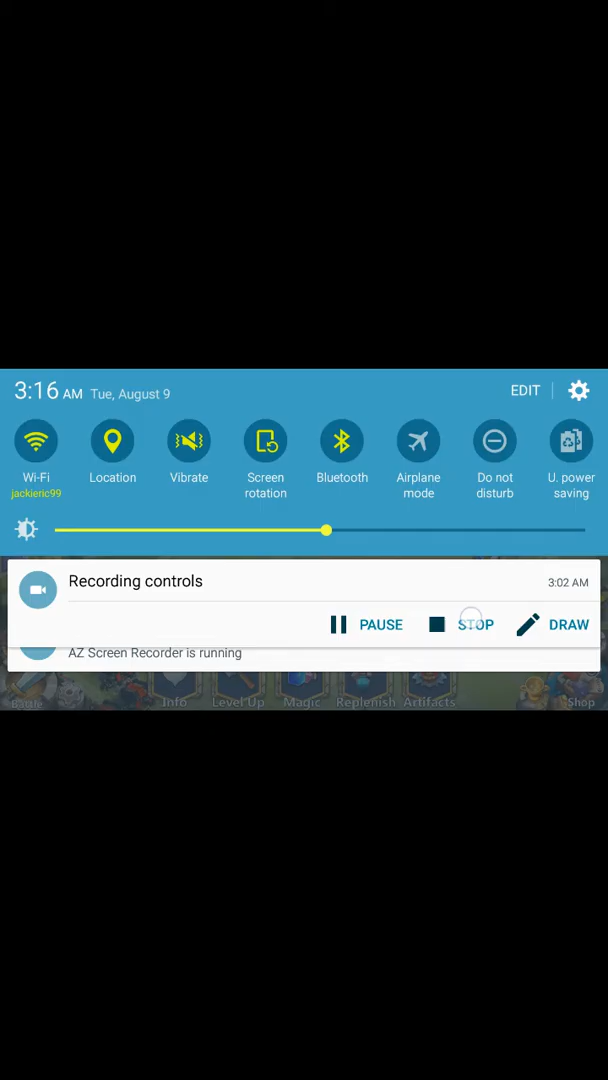 3:16 AM Tue, August 9 EDIT
Wi-Fi Location Vibrate Screen rotation Bluetooth Airplane mode Do not disturb U. power saving
jackieric99
Recording controls 3:02 AM
PAUSE STOP DRAW
AZ Screen Recorder is running
Battle Info Level Up Magic Replenish Artifacts Shop